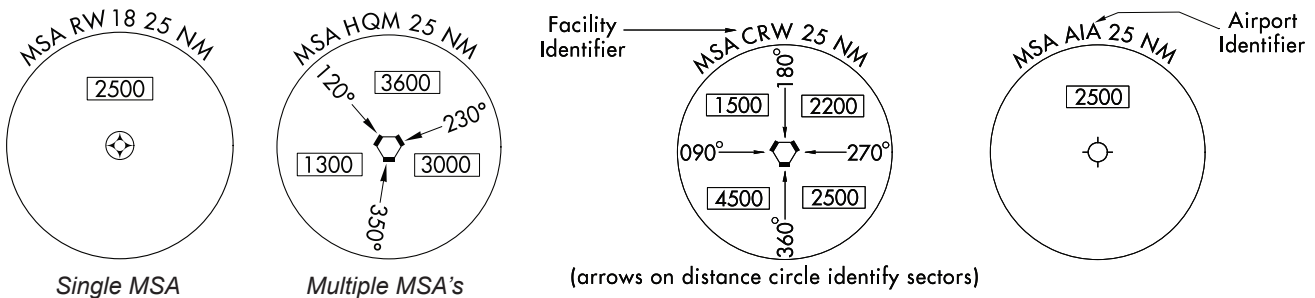 MSA RW 18 25 NM
2500
Single MSA
MSA HQM 25 NM
120°
3600
230°
1300
3000
350°
Multiple MSA's
Facility
Identifier
MSA CRW 25 NM
180°
1500
2200
090°
270°
4500
2500
360°
(arrows on distance circle identify sectors)
MSA AIA 25 NM
2500
Airport
Identifier